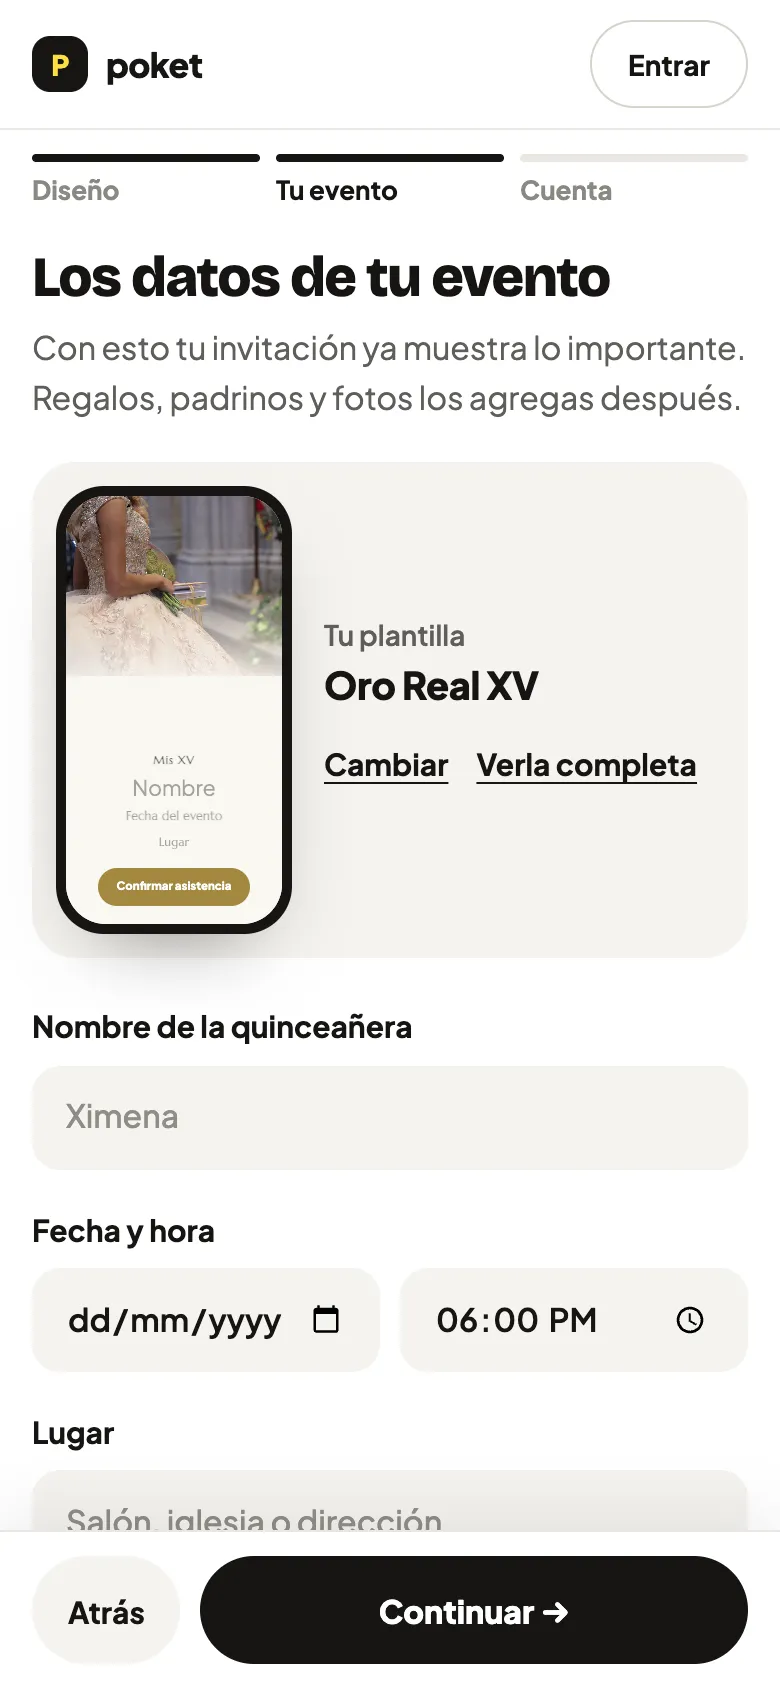 P poket
Entrar
Diseño
Tu evento
Cuenta
Los datos de tu evento
Con esto tu invitación ya muestra lo importante.
Regalos, padrinos y fotos los agregas después.
Mis XV
Nombre
Fecha del evento
Lugar
Confirmar asistencia
Tu plantilla
Oro Real XV
Cambiar
Verla completa
Nombre de la quinceañera
Ximena
Fecha y hora
dd/mm/yyyy
06:00 PM
Lugar
Salón, iglesia o dirección
Atrás
Continuar →